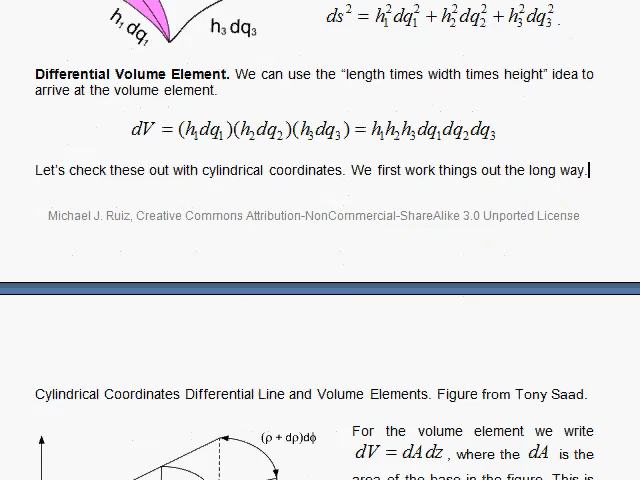 h₁ dq₁
h₃ dq₃
ds² = h₁²dq₁² + h₂²dq₂² + h₃²dq₃² .
Differential Volume Element. We can use the “length times width times height” idea to
arrive at the volume element.
dV = (h₁dq₁)(h₂dq₂)(h₃dq₃) = h₁h₂h₃dq₁dq₂dq₃
Let’s check these out with cylindrical coordinates. We first work things out the long way.
Michael J. Ruiz, Creative Commons Attribution-NonCommercial-ShareAlike 3.0 Unported License
Cylindrical Coordinates Differential Line and Volume Elements. Figure from Tony Saad.
(ρ + dρ)dϕ
For the volume element we write
dV = dA dz , where the dA is the
area of the base in the figure. This is